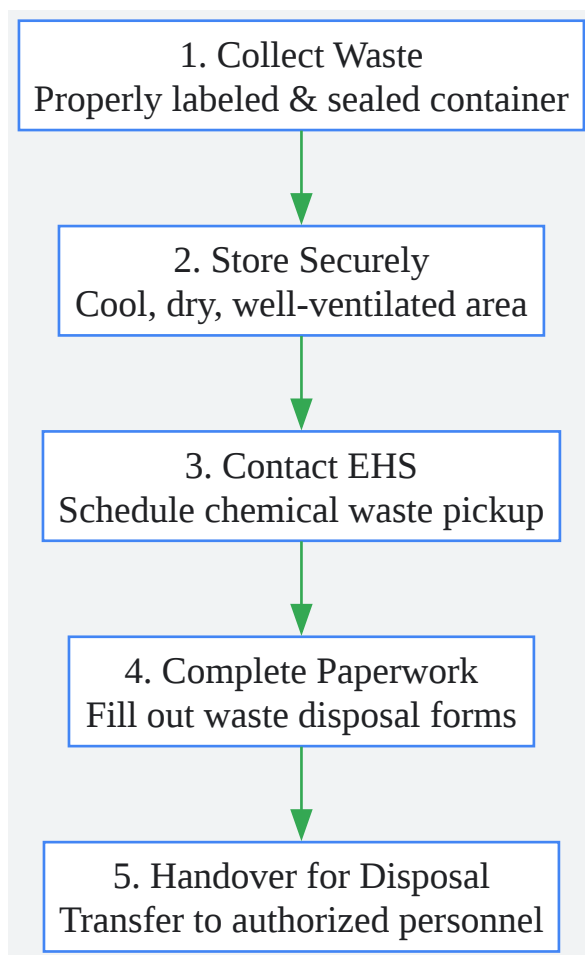 1. Collect Waste
Properly labeled & sealed container
2. Store Securely
Cool, dry, well-ventilated area
3. Contact EHS
Schedule chemical waste pickup
4. Complete Paperwork
Fill out waste disposal forms
5. Handover for Disposal
Transfer to authorized personnel